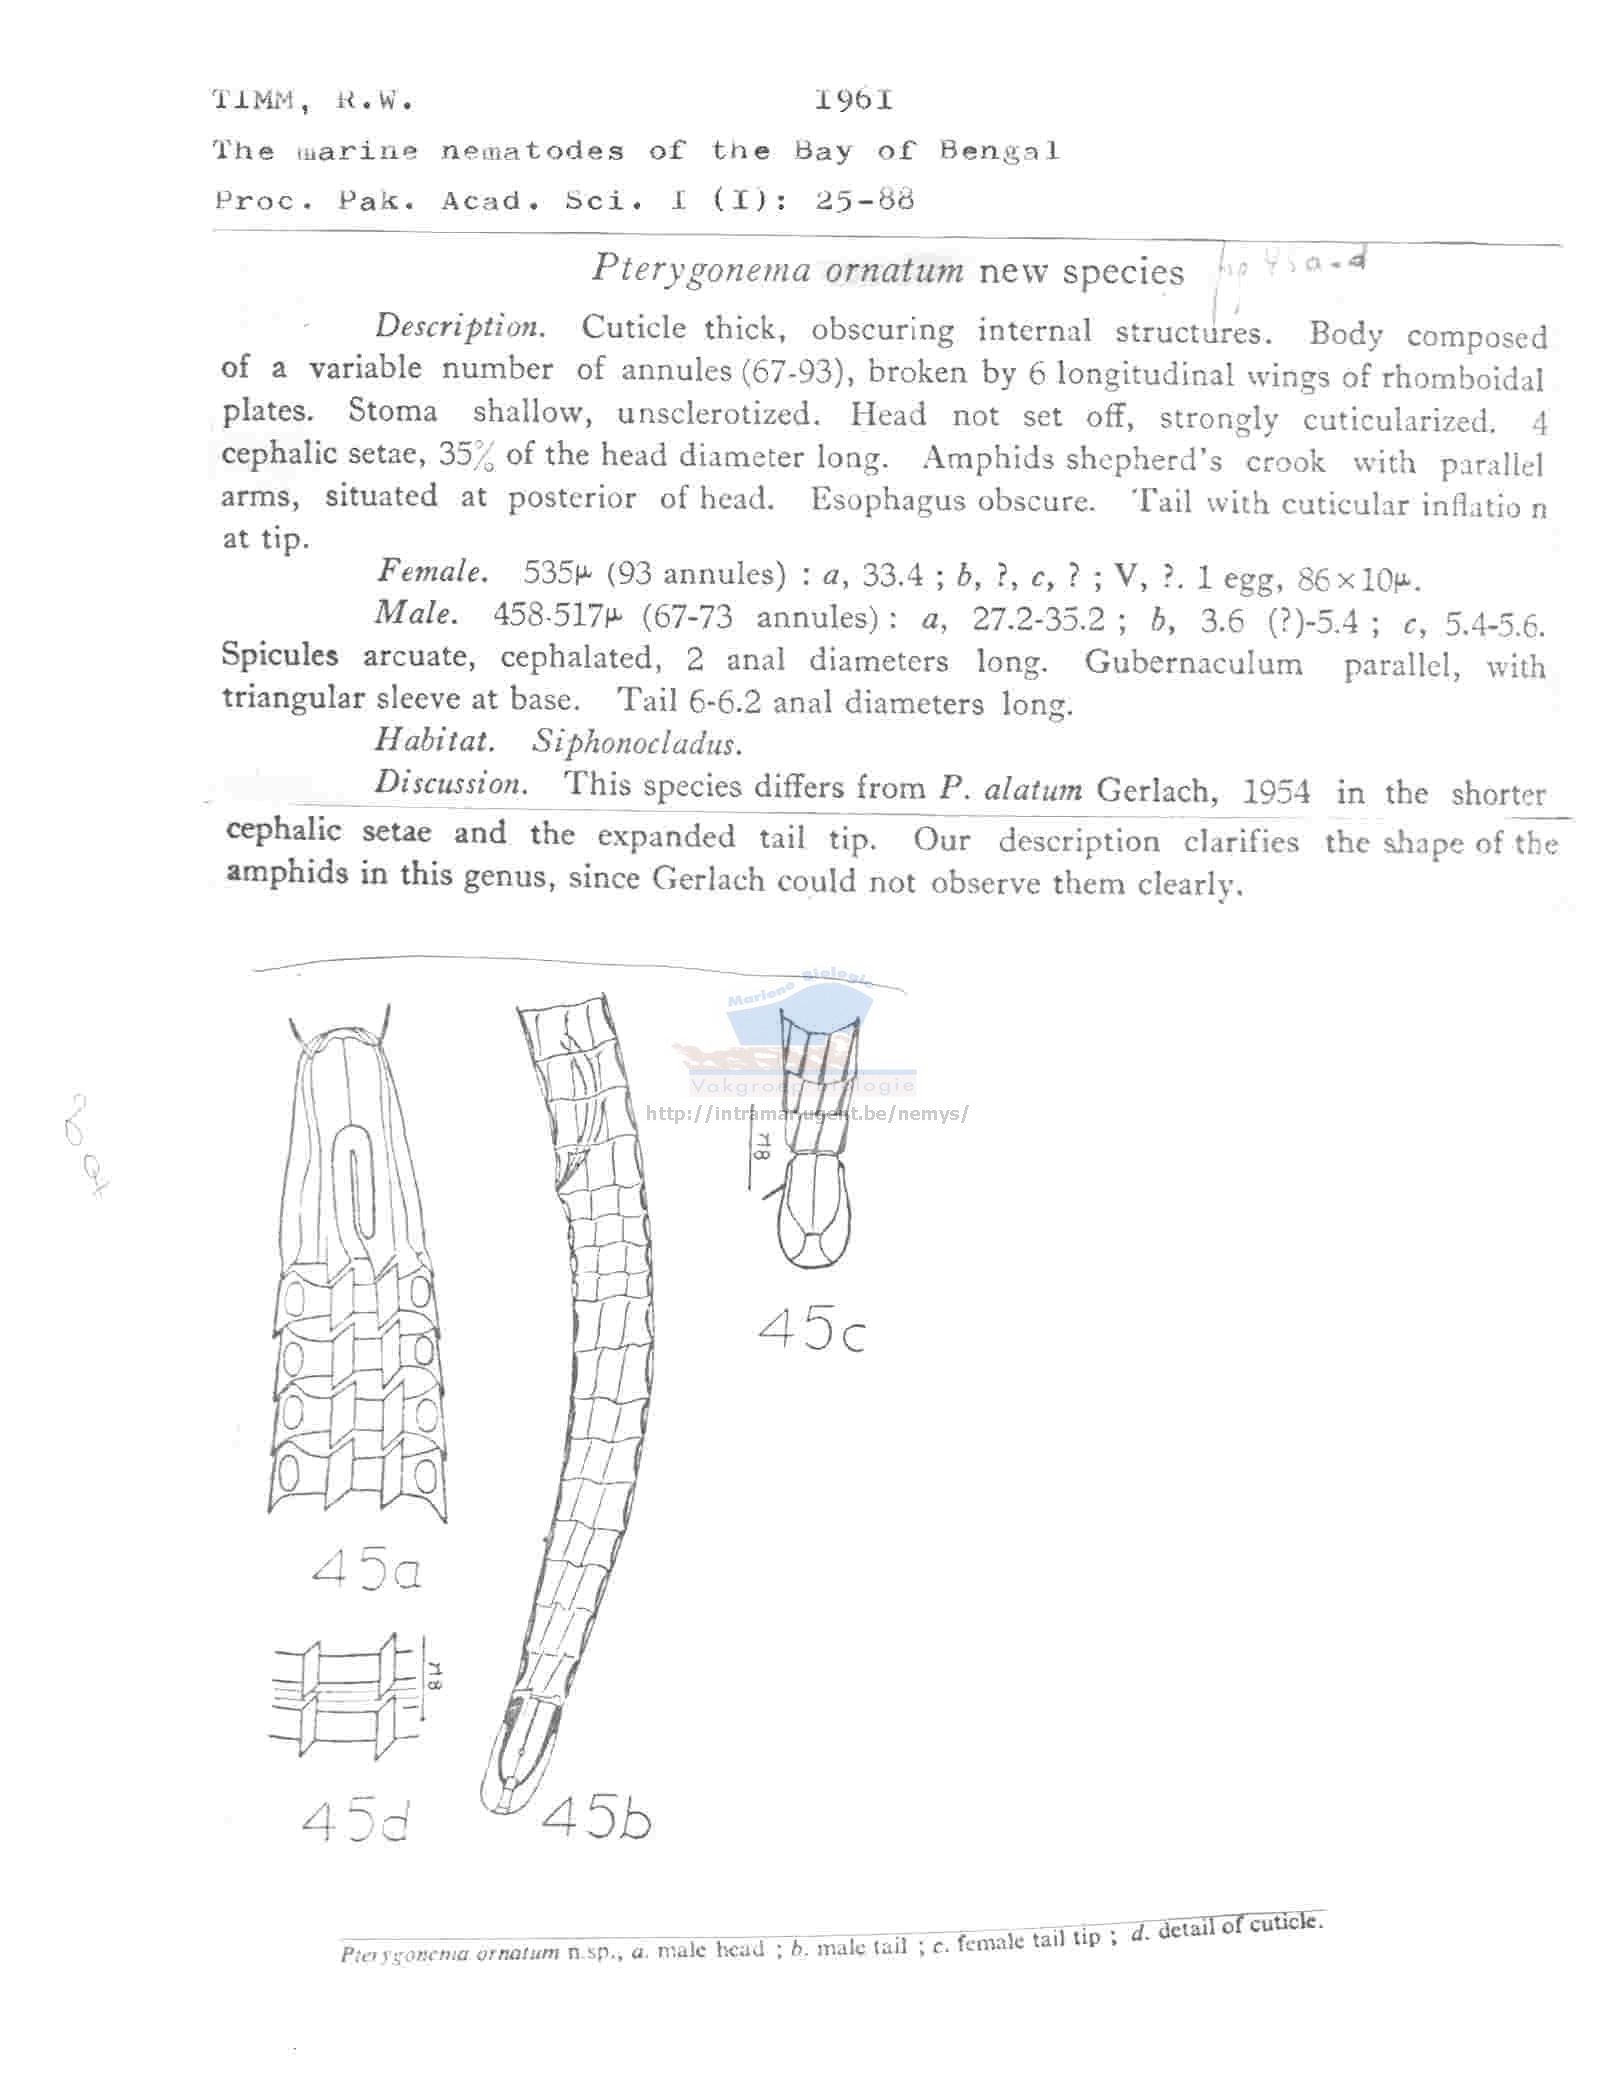 TIMM, R.W. 1961
The marine nematodes of the Bay of Bengal
Proc. Pak. Acad. Sci. I (I): 25-88
Pterygonema ornatum new species fig 45 a-d
Description. Cuticle thick, obscuring internal structures. Body composed
of a variable number of annules (67-93), broken by 6 longitudinal wings of rhomboidal
plates. Stoma shallow, unsclerotized. Head not set off, strongly cuticularized. 4
cephalic setae, 35% of the head diameter long. Amphids shepherd's crook with parallel
arms, situated at posterior of head. Esophagus obscure. Tail with cuticular inflatio n
at tip.
Female. 535μ (93 annules) : a, 33.4 ; b, ?, c, ? ; V, ?. 1 egg, 86×10μ.
Male. 458-517μ (67-73 annules) : a, 27.2-35.2 ; b, 3.6 (?)-5.4 ; c, 5.4-5.6.
Spicules arcuate, cephalated, 2 anal diameters long. Gubernaculum parallel, with
triangular sleeve at base. Tail 6-6.2 anal diameters long.
Habitat. Siphonocladus.
Discussion. This species differs from P. alatum Gerlach, 1954 in the shorter
cephalic setae and the expanded tail tip. Our description clarifies the shape of the
amphids in this genus, since Gerlach could not observe them clearly.
Mariene Biologie
Vakgroep Biologie
http://intramar.ugent.be/nemys/
45c
45a
45d
45b
Pterygonema ornatum n.sp., a. male head ; b. male tail ; c. female tail tip ; d. detail of cuticle.